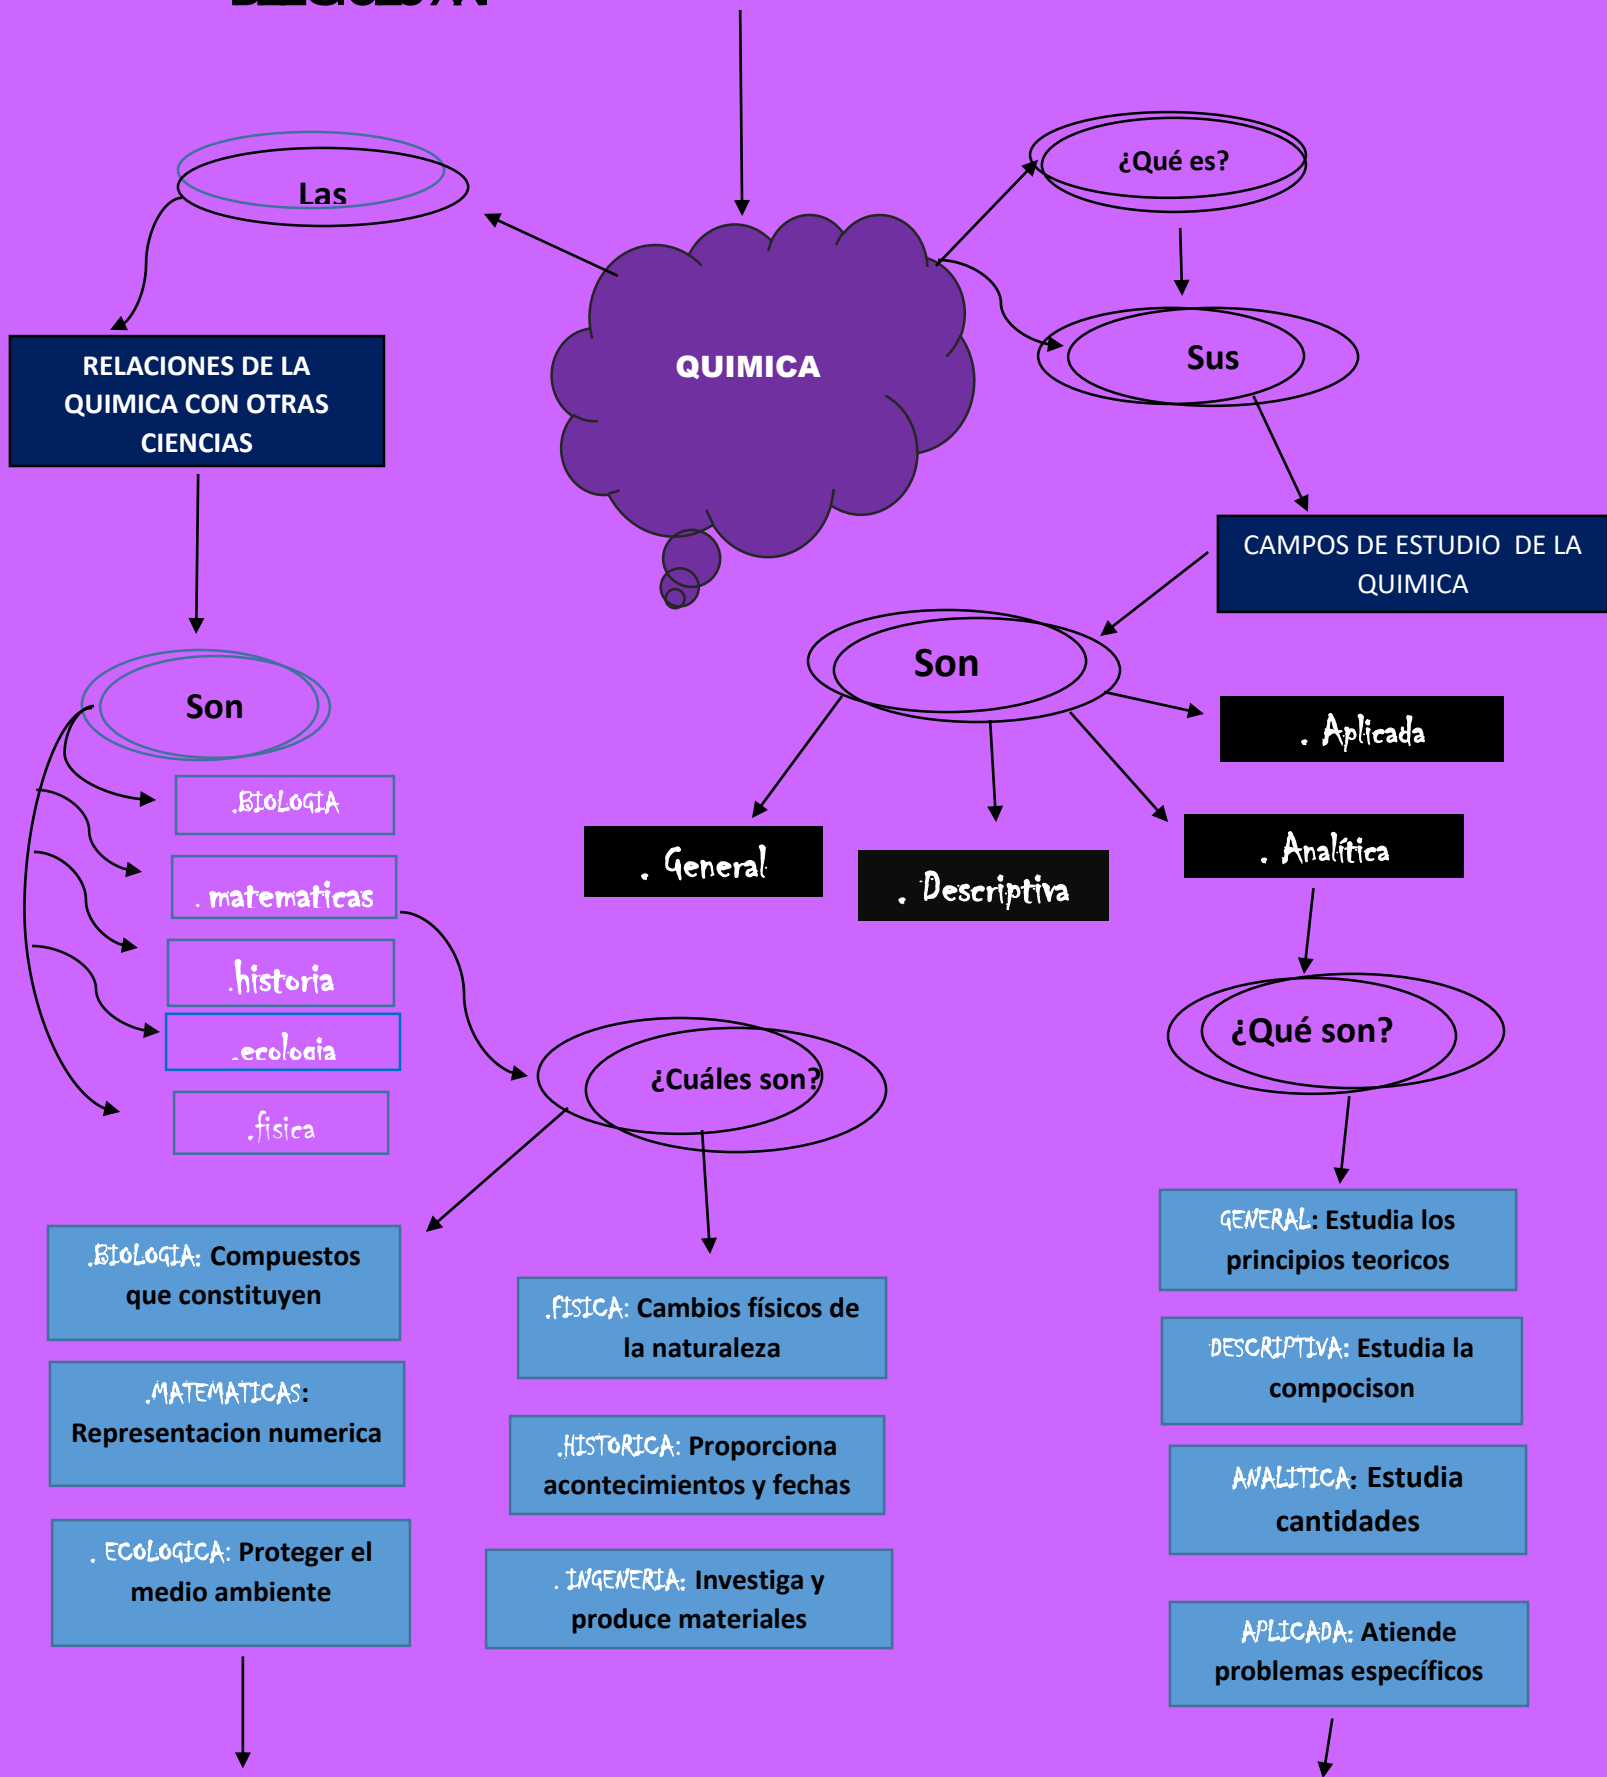 ¿Qué es?
Las
QUIMICA
Sus
RELACIONES DE LA
QUIMICA CON OTRAS
CIENCIAS
CAMPOS DE ESTUDIO DE LA
QUIMICA
Son
Son
. Aplicada
.BIOLOGIA
. General
. Descriptiva
. Analítica
. matematicas
.historia
.ecologia
.fisica
¿Cuáles son?
¿Qué son?
.BIOLOGIA: Compuestos
que constituyen
.MATEMATICAS:
Representacion numerica
. ECOLOGICA: Proteger el
medio ambiente
.FISICA: Cambios físicos de
la naturaleza
.HISTORICA: Proporciona
acontecimientos y fechas
. INGENERIA: Investiga y
produce materiales
GENERAL: Estudia los
principios teoricos
DESCRIPTIVA: Estudia la
compocison
ANALITICA: Estudia
cantidades
APLICADA: Atiende
problemas específicos